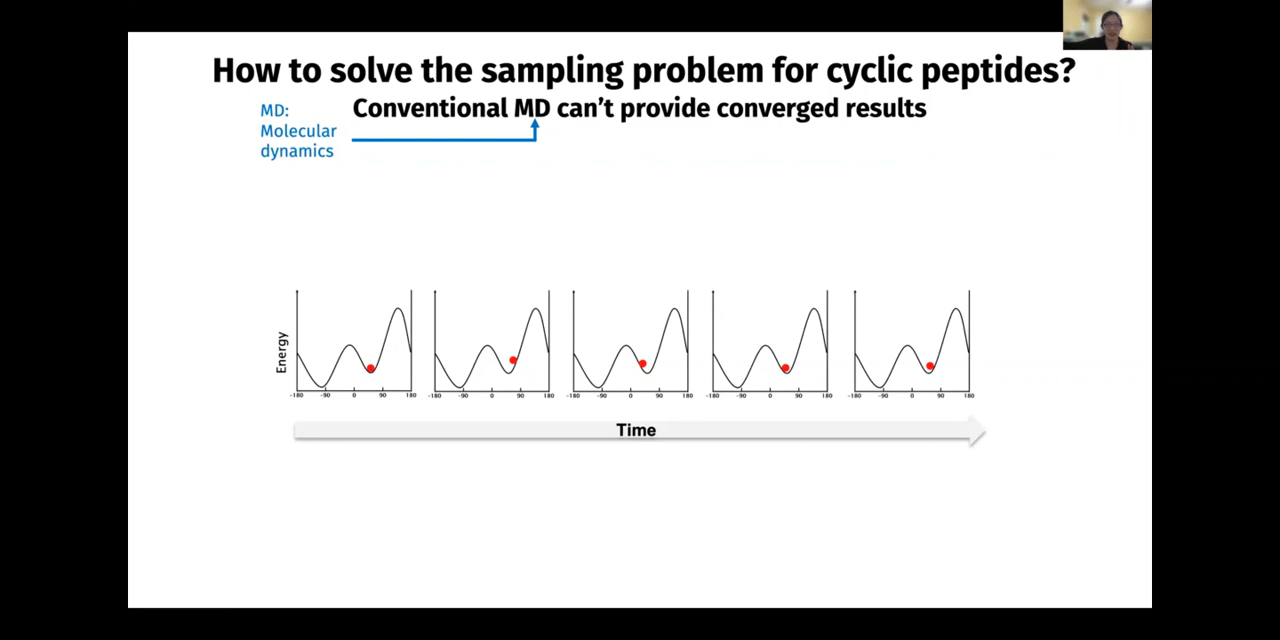 How to solve the sampling problem for cyclic peptides?
MD:
Molecular
dynamics
Conventional MD can’t provide converged results
Energy
-180 -90 0 90 180
-180 -90 0 90 180
-180 -90 0 90 180
-180 -90 0 90 180
-180 -90 0 90 180
Time